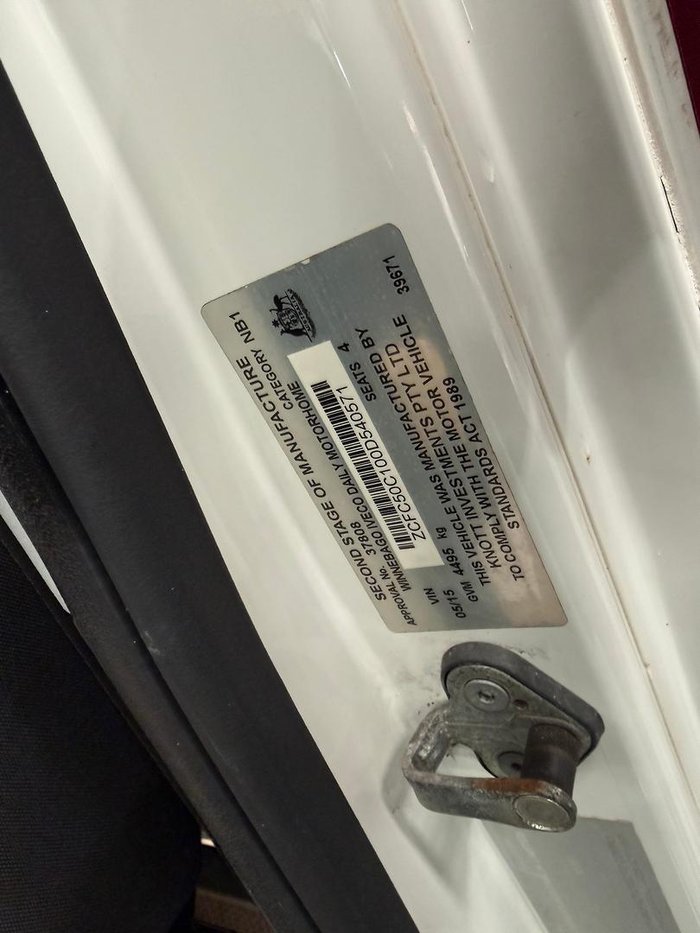 SECOND STAGE OF MANUFACTURE
APPROVAL No. 37808 CATEGORY NB1
WINNEBAGO IVECO DAILY MOTORHOME
VIN ZCFC50C100D540571
05/15 SEATS 4
GVM 4495 kg
THIS VEHICLE WAS MANUFACTURED BY
KNOTT INVESTMENTS PTY LTD
TO COMPLY WITH THE MOTOR VEHICLE
STANDARDS ACT 1989 39671